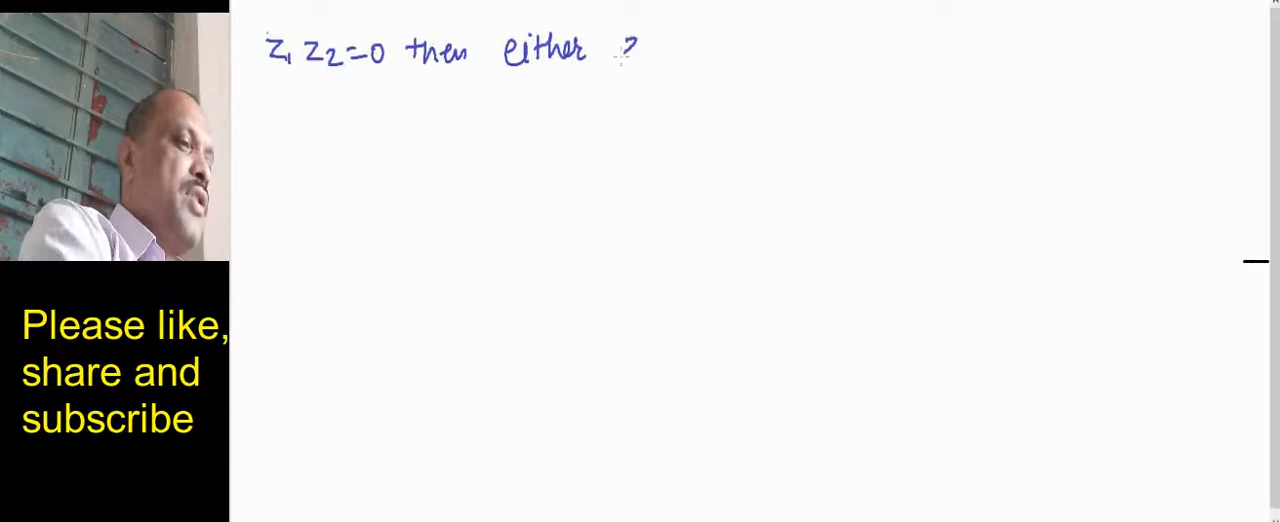 z₁ z₂=0 then either
Please like,
share and
subscribe